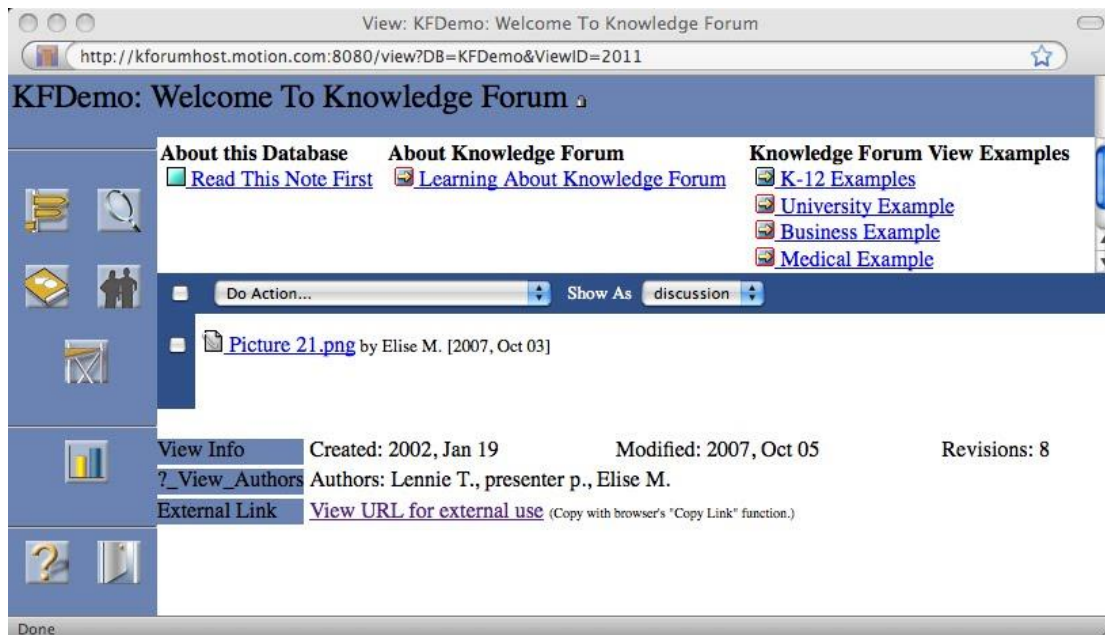 View: KFDemo: Welcome To Knowledge Forum
http://kforumhost.motion.com:8080/view?DB=KFDemo&ViewID=2011
KFDemo: Welcome To Knowledge Forum
About this Database About Knowledge Forum Knowledge Forum View Examples
Read This Note First Learning About Knowledge Forum K-12 Examples
University Example
Business Example
Medical Example
Do Action... Show As discussion
Picture 21.png by Elise M. [2007, Oct 03]
View Info Created: 2002, Jan 19 Modified: 2007, Oct 05 Revisions: 8
?_View_Authors Authors: Lennie T., presenter p., Elise M.
External Link View URL for external use (Copy with browser's "Copy Link" function.)
Done